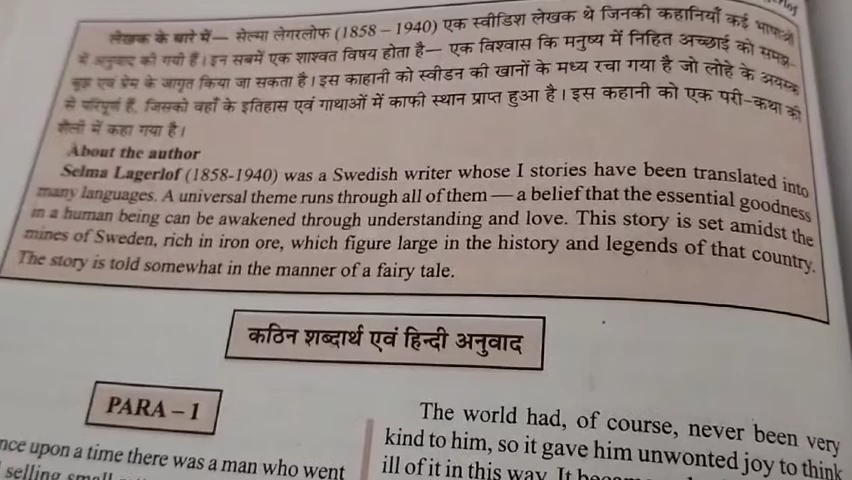 लेखक के बारे में— सेल्मा लेगरलोफ (1858 – 1940) एक स्वीडिश लेखक थे जिनकी कहानियाँ कई भाषाओं
में अनुवाद की गयी हैं। इन सबमें एक शाश्वत विषय होता है— एक विश्वास कि मनुष्य में निहित अच्छाई को समझ-
बूझ एवं प्रेम के जागृत किया जा सकता है। इस काहानी को स्वीडन की खानों के मध्य रचा गया है जो लोहे के अयस्क
से परिपूर्ण हैं, जिसको वहाँ के इतिहास एवं गाथाओं में काफी स्थान प्राप्त हुआ है। इस कहानी को एक परी-कथा की
शैली में कहा गया है।
About the author
Selma Lagerlof (1858-1940) was a Swedish writer whose I stories have been translated into
many languages. A universal theme runs through all of them — a belief that the essential goodness
in a human being can be awakened through understanding and love. This story is set amidst the
mines of Sweden, rich in iron ore, which figure large in the history and legends of that country.
The story is told somewhat in the manner of a fairy tale.
कठिन शब्दार्थ एवं हिन्दी अनुवाद
PARA – 1
nce upon a time there was a man who went
selling small
The world had, of course, never been very
kind to him, so it gave him unwonted joy to think
ill of it in this way. It